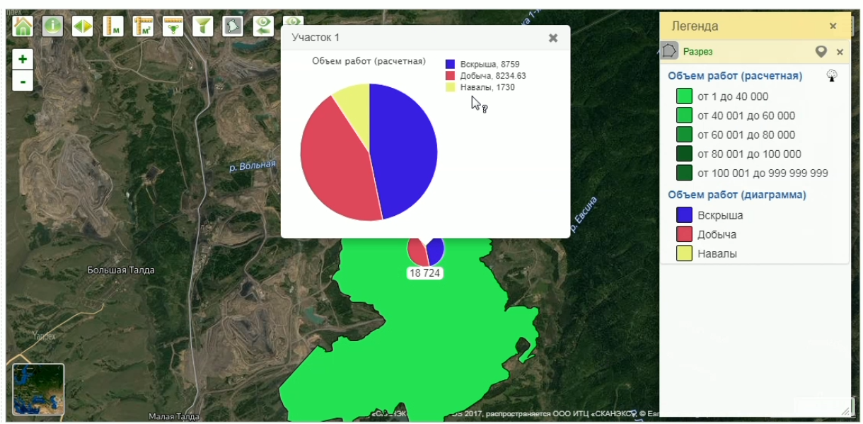 Участок 1
Объем работ (расчетная)
Вскрыша, 8759
Добыча, 8234.63
Навалы, 1730
м
м²
+
-
р. Вольная
р. Евсина
18 724
Большая Талда
Yandex
Малая Талда
2017, распространяется ООО ИТЦ «СКАНЭКС», ©
Легенда
Разрез
Объем работ (расчетная)
от 1 до 40 000
от 40 001 до 60 000
от 60 001 до 80 000
от 80 001 до 100 000
от 100 001 до 999 999 999
Объем работ (диаграмма)
Вскрыша
Добыча
Навалы